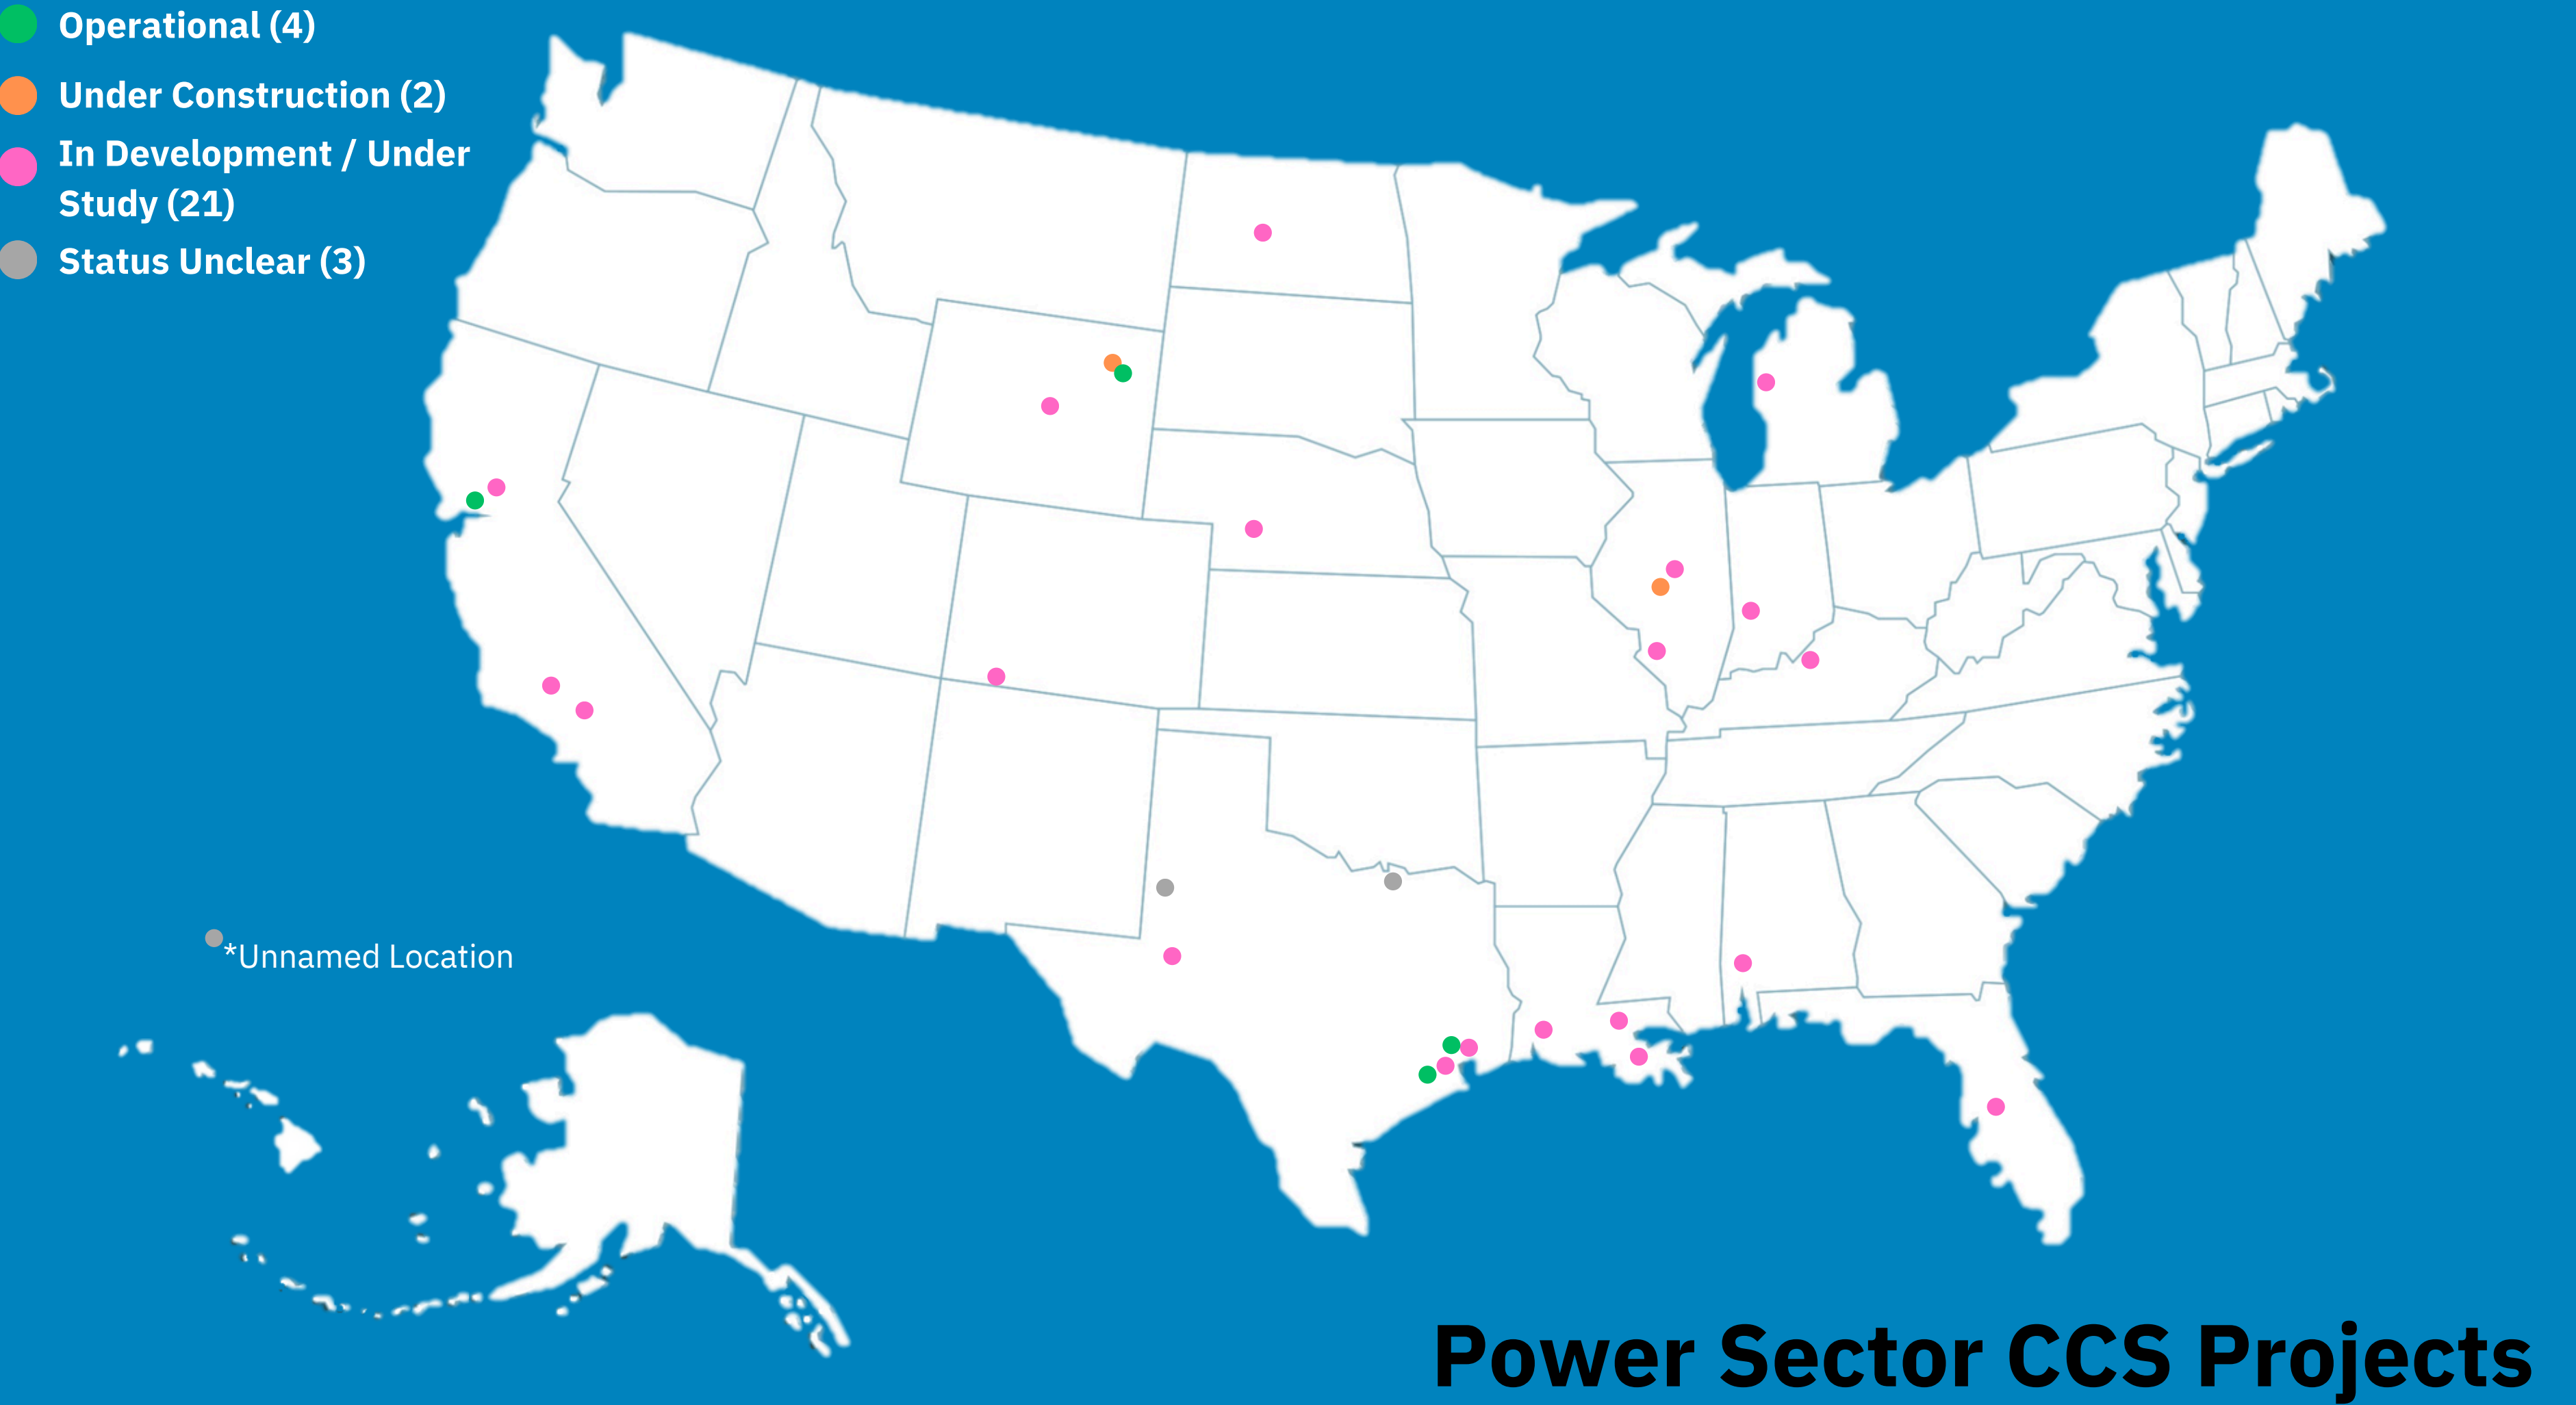 Operational (4)
Under Construction (2)
In Development / Under
Study (21)
Status Unclear (3)
*Unnamed Location
Power Sector CCS Projects